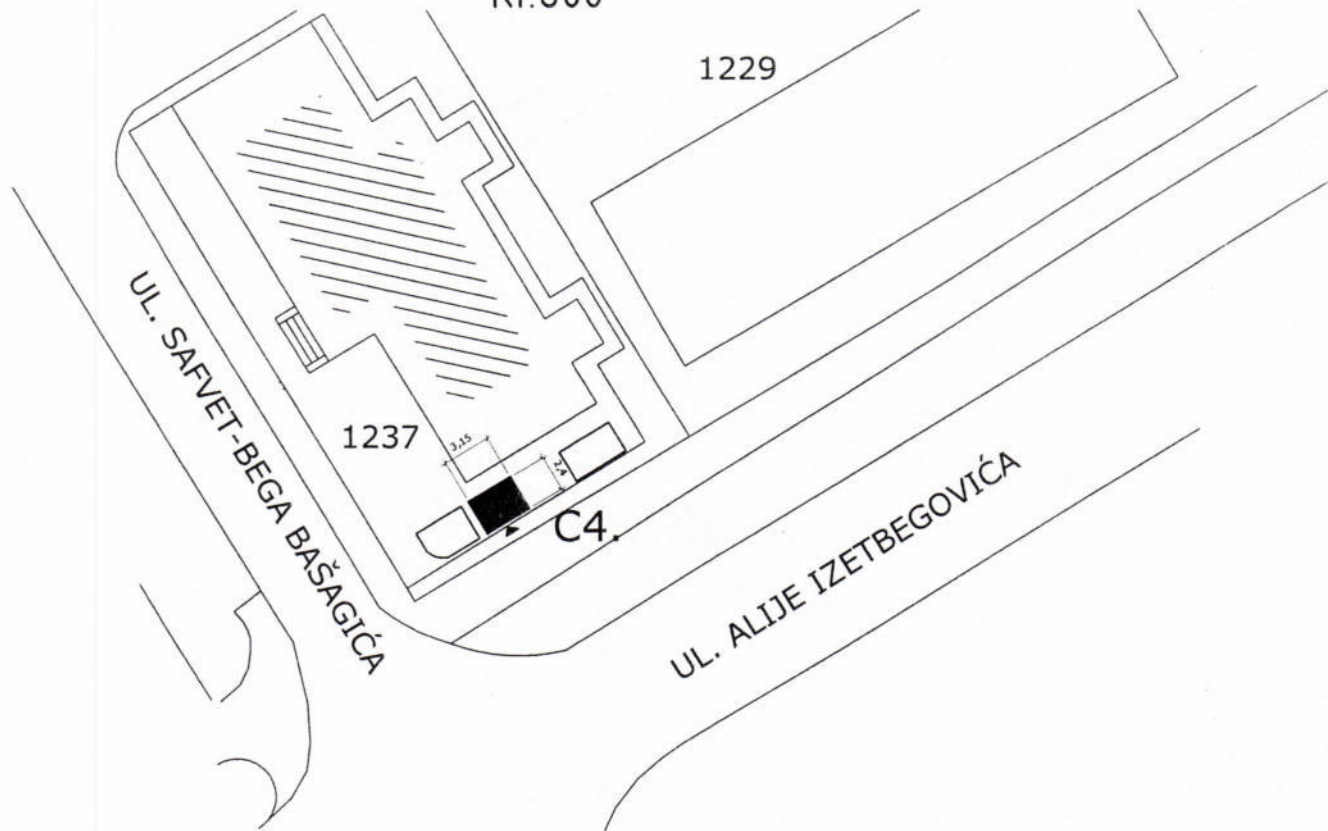 1229
UL. SAFVET-BEGA BAŠAGIĆA
1237
3,15
2,4
C4.
UL. ALIJE IZETBEGOVIĆA